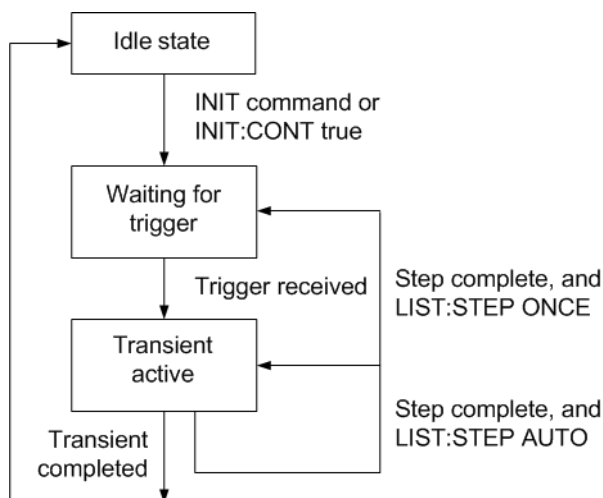 Idle state
INIT command or
INIT:CONT true
Waiting for
trigger
Trigger received
Step complete, and
LIST:STEP ONCE
Transient
active
Step complete, and
LIST:STEP AUTO
Transient
completed